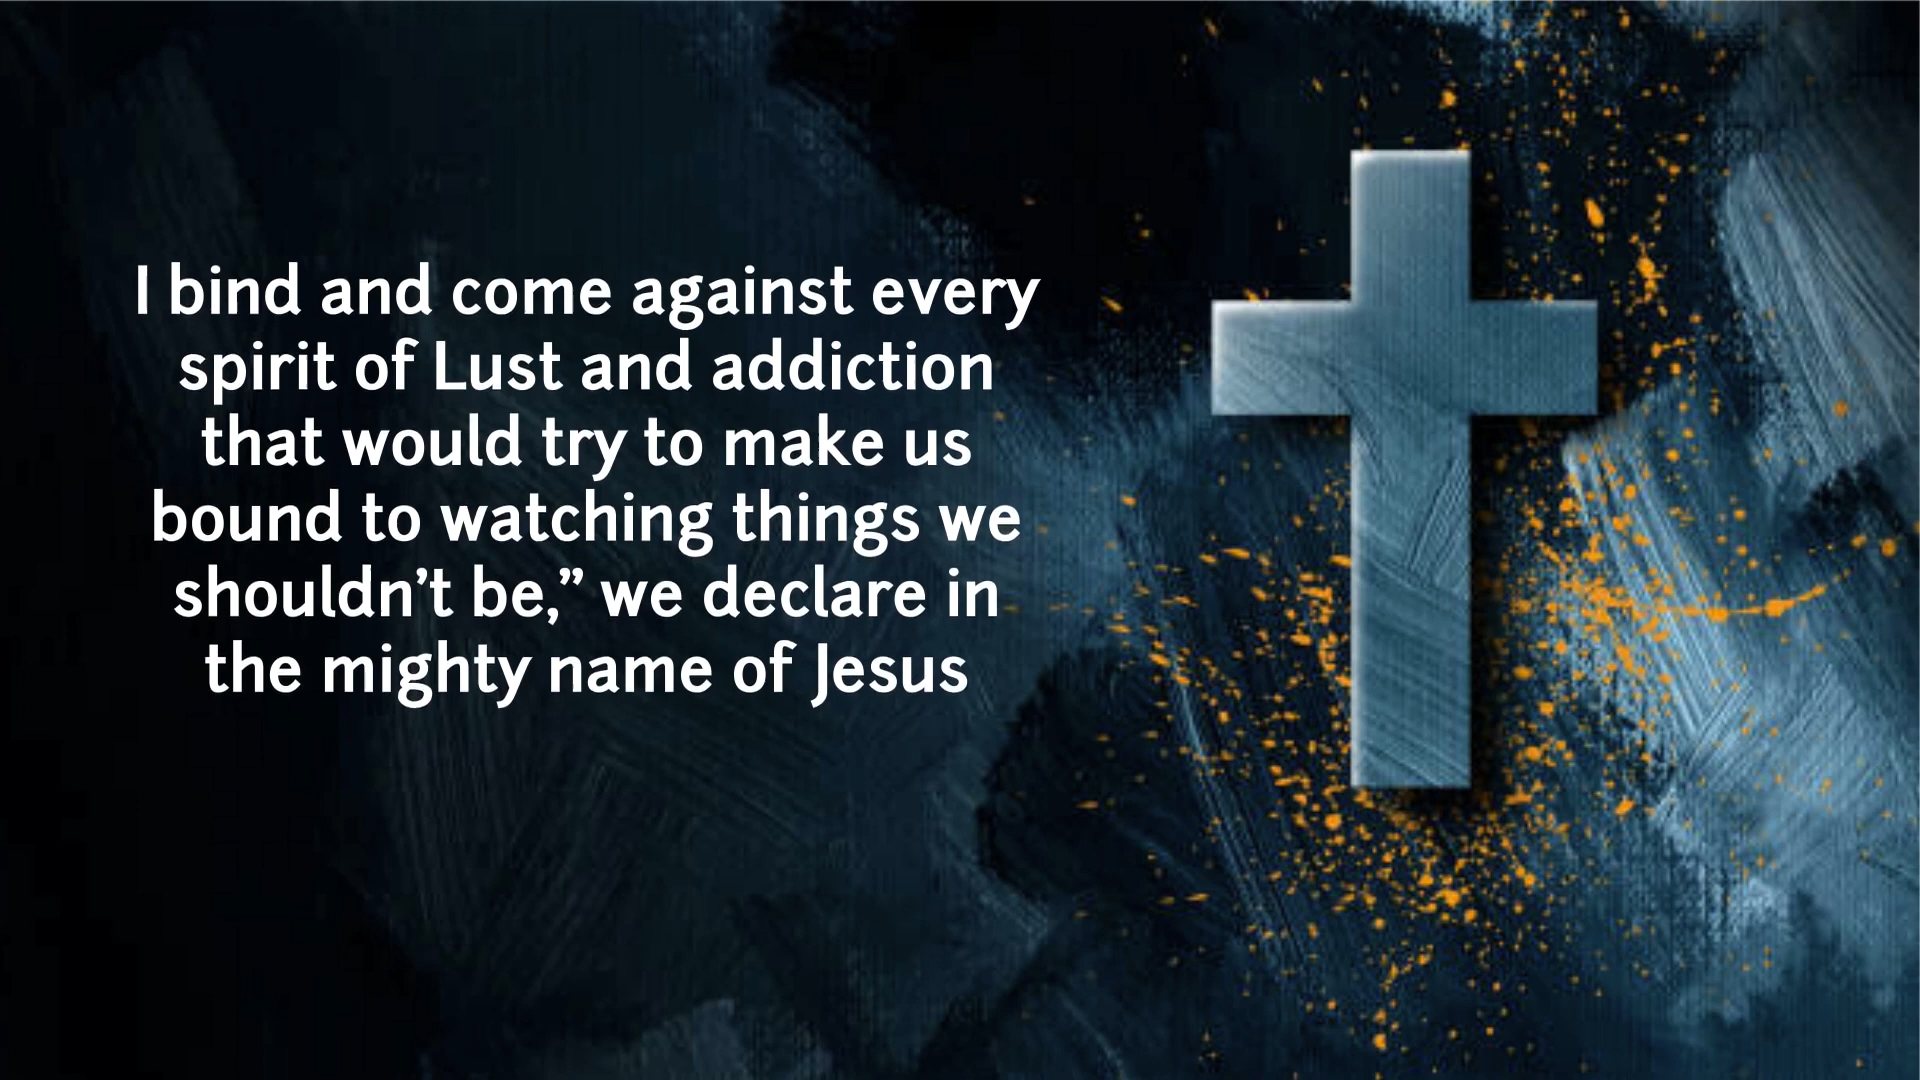 I bind and come against every
spirit of Lust and addiction
that would try to make us
bound to watching things we
shouldn’t be,” we declare in
the mighty name of Jesus